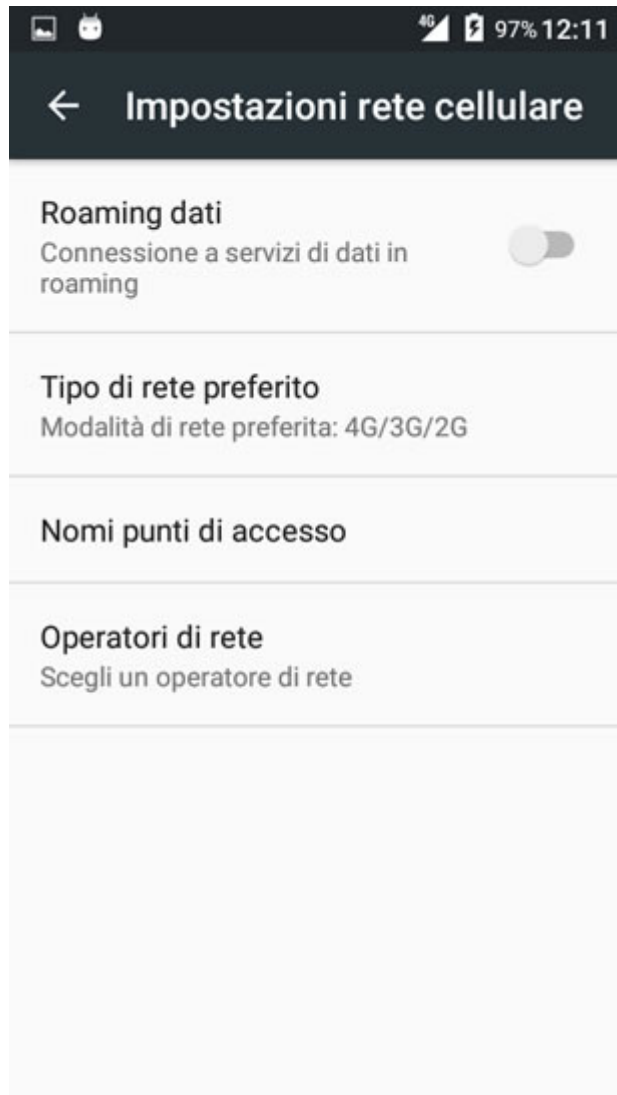 4G 97% 12:11
Impostazioni rete cellulare
Roaming dati
Connessione a servizi di dati in
roaming
Tipo di rete preferito
Modalità di rete preferita: 4G/3G/2G
Nomi punti di accesso
Operatori di rete
Scegli un operatore di rete